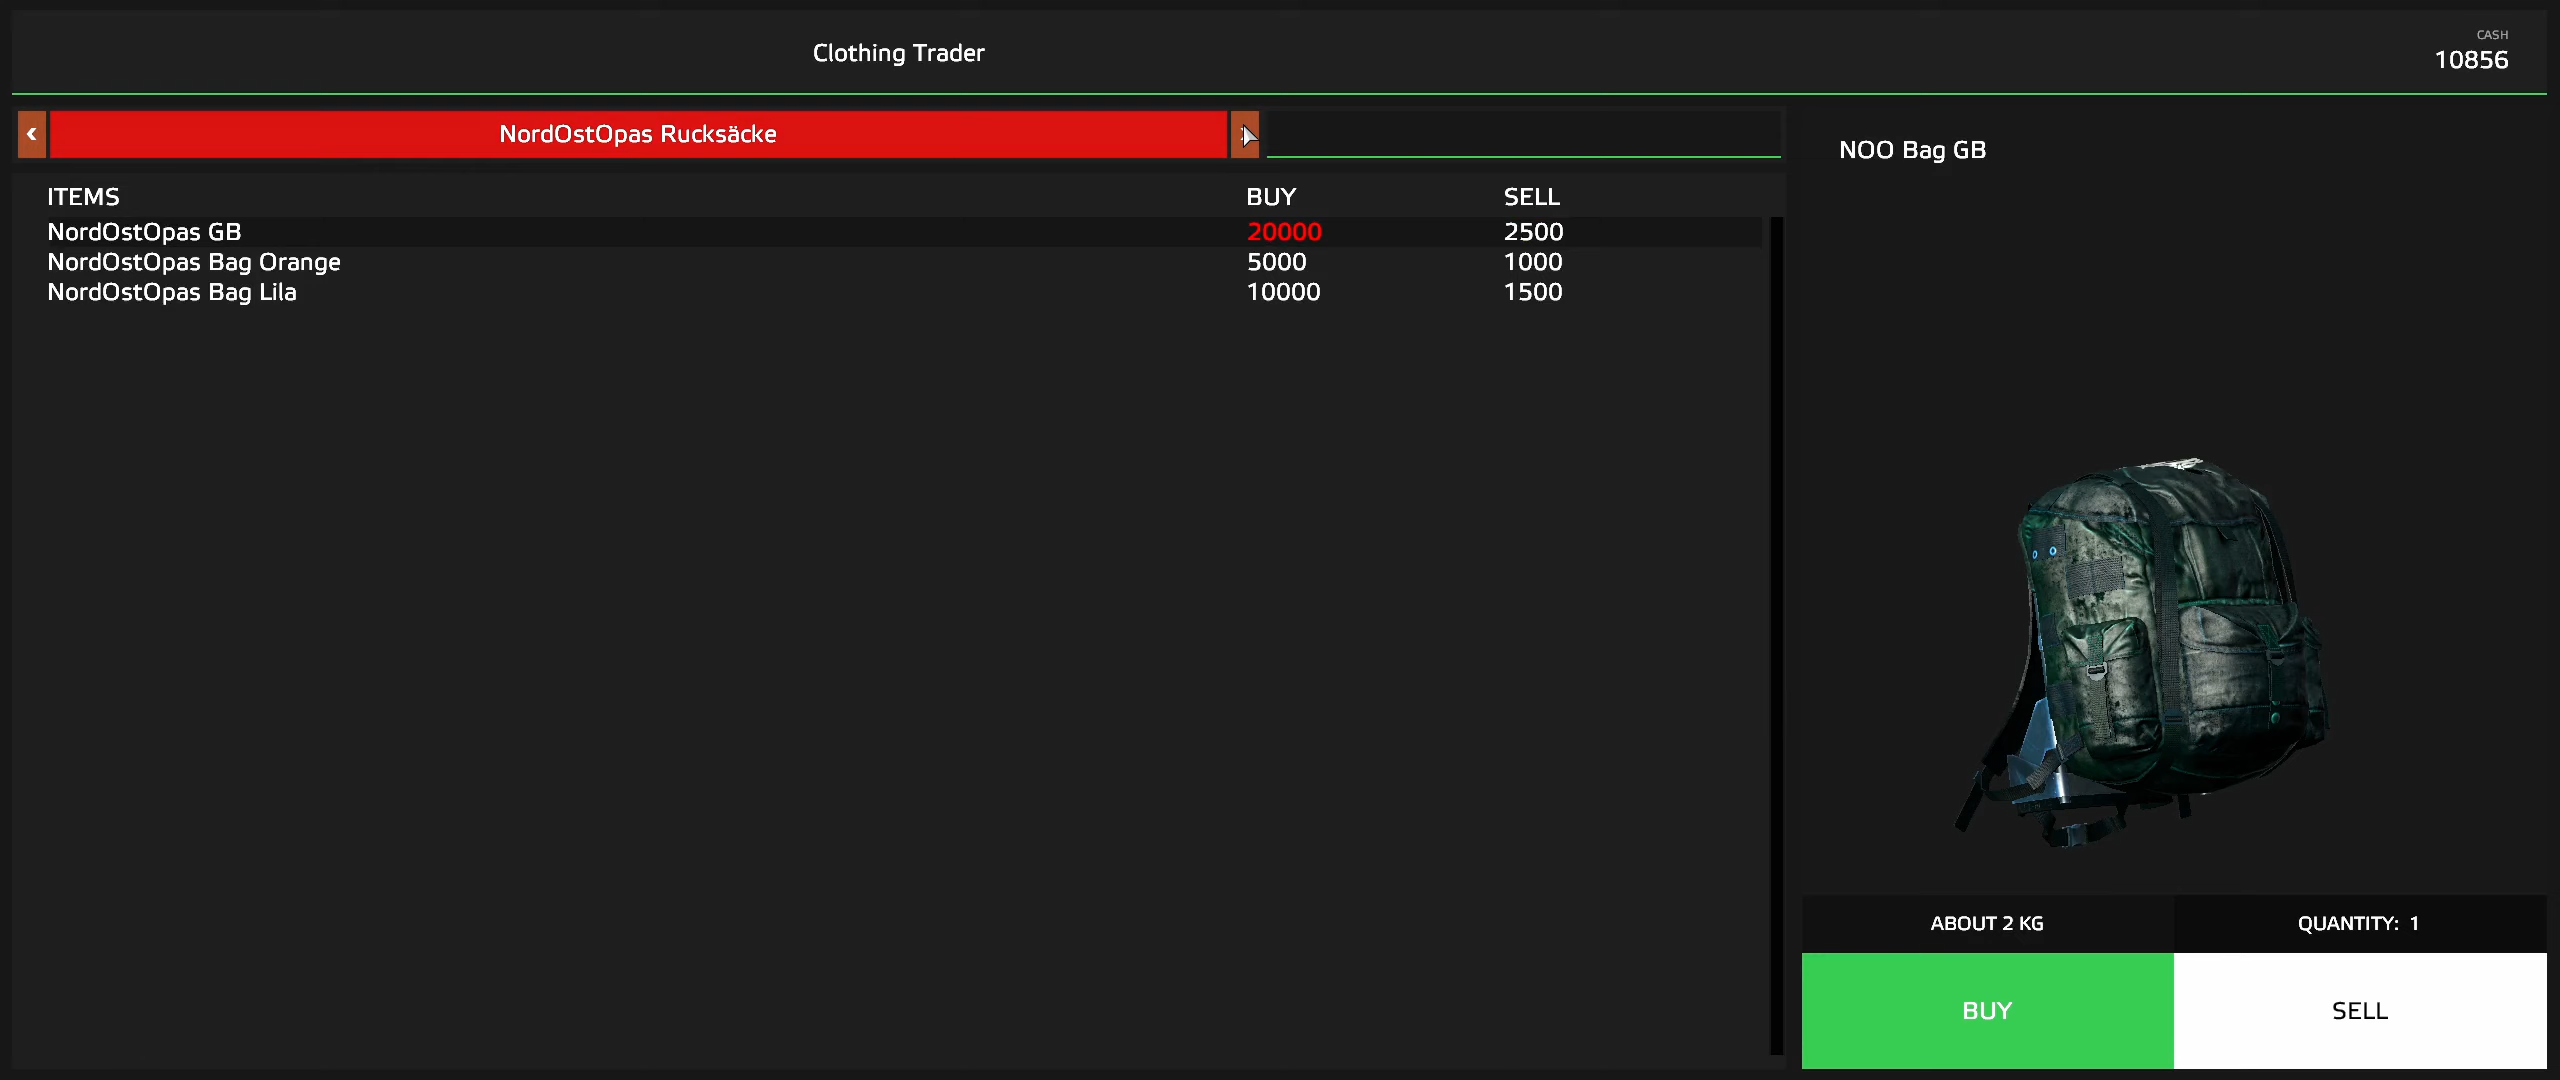 Clothing Trader
CASH
10856
‹
NordOstOpas Rucksäcke
NOO Bag GB
ITEMS BUY SELL
NordOstOpas GB 20000 2500
NordOstOpas Bag Orange 5000 1000
NordOstOpas Bag Lila 10000 1500
ABOUT 2 KG QUANTITY: 1
BUY SELL